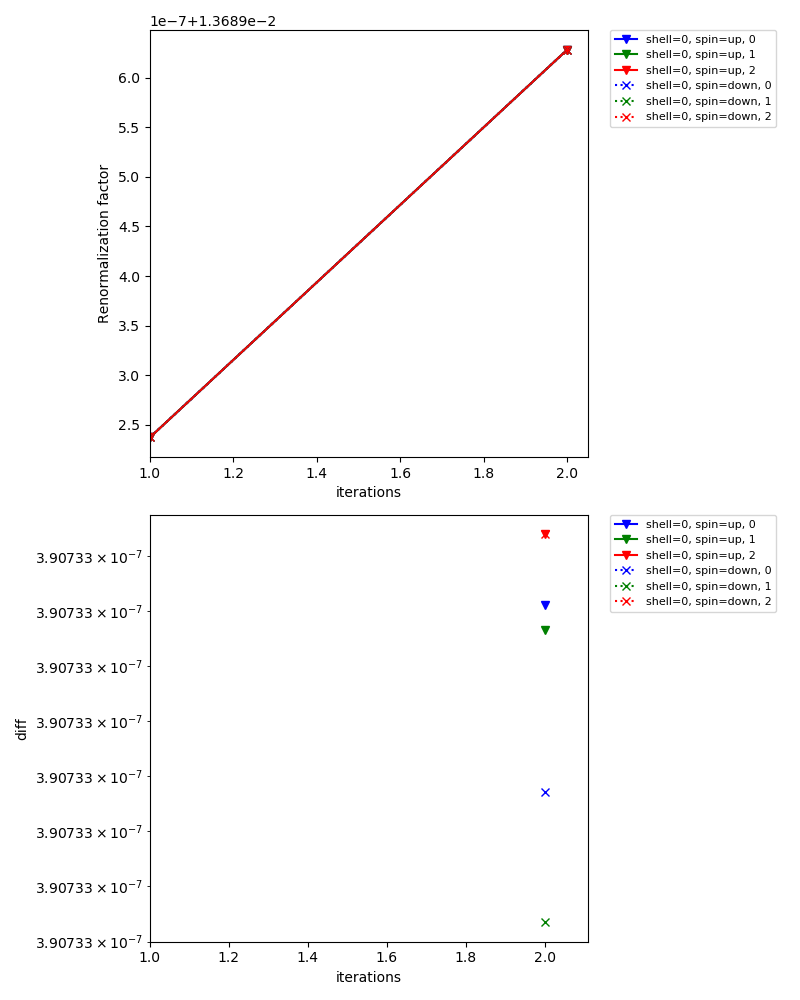 1e−7+1.3689e−2
6.0
5.5
5.0
4.5
4.0
3.5
3.0
2.5
Renormalization factor
1.0 1.2 1.4 1.6 1.8 2.0
iterations
shell=0, spin=up, 0
shell=0, spin=up, 1
shell=0, spin=up, 2
shell=0, spin=down, 0
shell=0, spin=down, 1
shell=0, spin=down, 2
3.90733 × 10⁻⁷
3.90733 × 10⁻⁷
3.90733 × 10⁻⁷
3.90733 × 10⁻⁷
3.90733 × 10⁻⁷
3.90733 × 10⁻⁷
3.90733 × 10⁻⁷
3.90733 × 10⁻⁷
diff
1.0 1.2 1.4 1.6 1.8 2.0
iterations
shell=0, spin=up, 0
shell=0, spin=up, 1
shell=0, spin=up, 2
shell=0, spin=down, 0
shell=0, spin=down, 1
shell=0, spin=down, 2